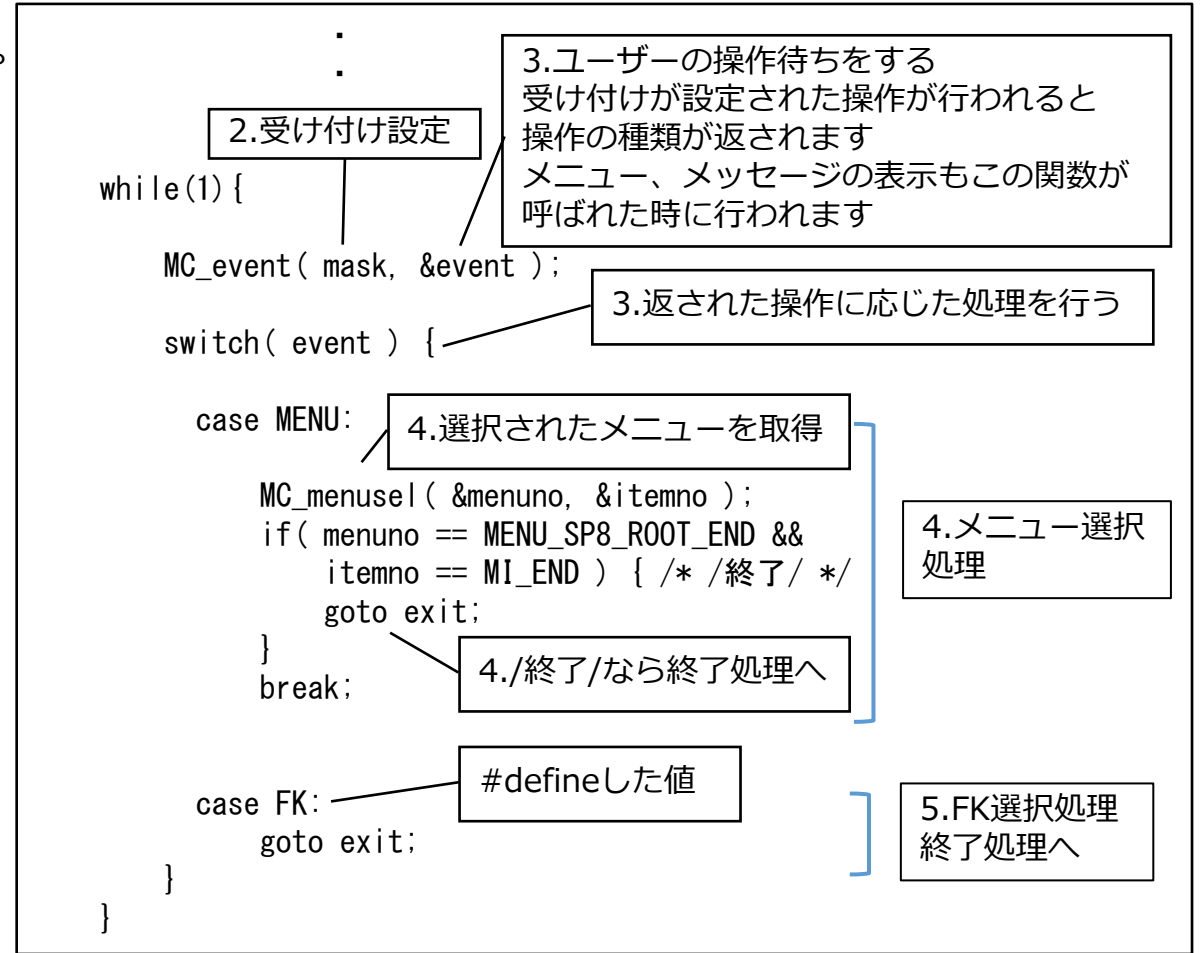 。
・
・
3.ユーザーの操作待ちをする
受け付けが設定された操作が行われると
操作の種類が返されます
メニュー、メッセージの表示もこの関数が
呼ばれた時に行われます
2.受け付け設定
while(1){
MC_event( mask, &event );
3.返された操作に応じた処理を行う
switch( event ) {
case MENU:
4.選択されたメニューを取得
MC_menusel( &menuno, &itemno );
if( menuno == MENU_SP8_ROOT_END &&
itemno == MI_END ) { /* /終了/ */
goto exit;
}
4./終了/なら終了処理へ
break;
4.メニュー選択
処理
case FK:
#defineした値
goto exit;
5.FK選択処理
終了処理へ
}
}